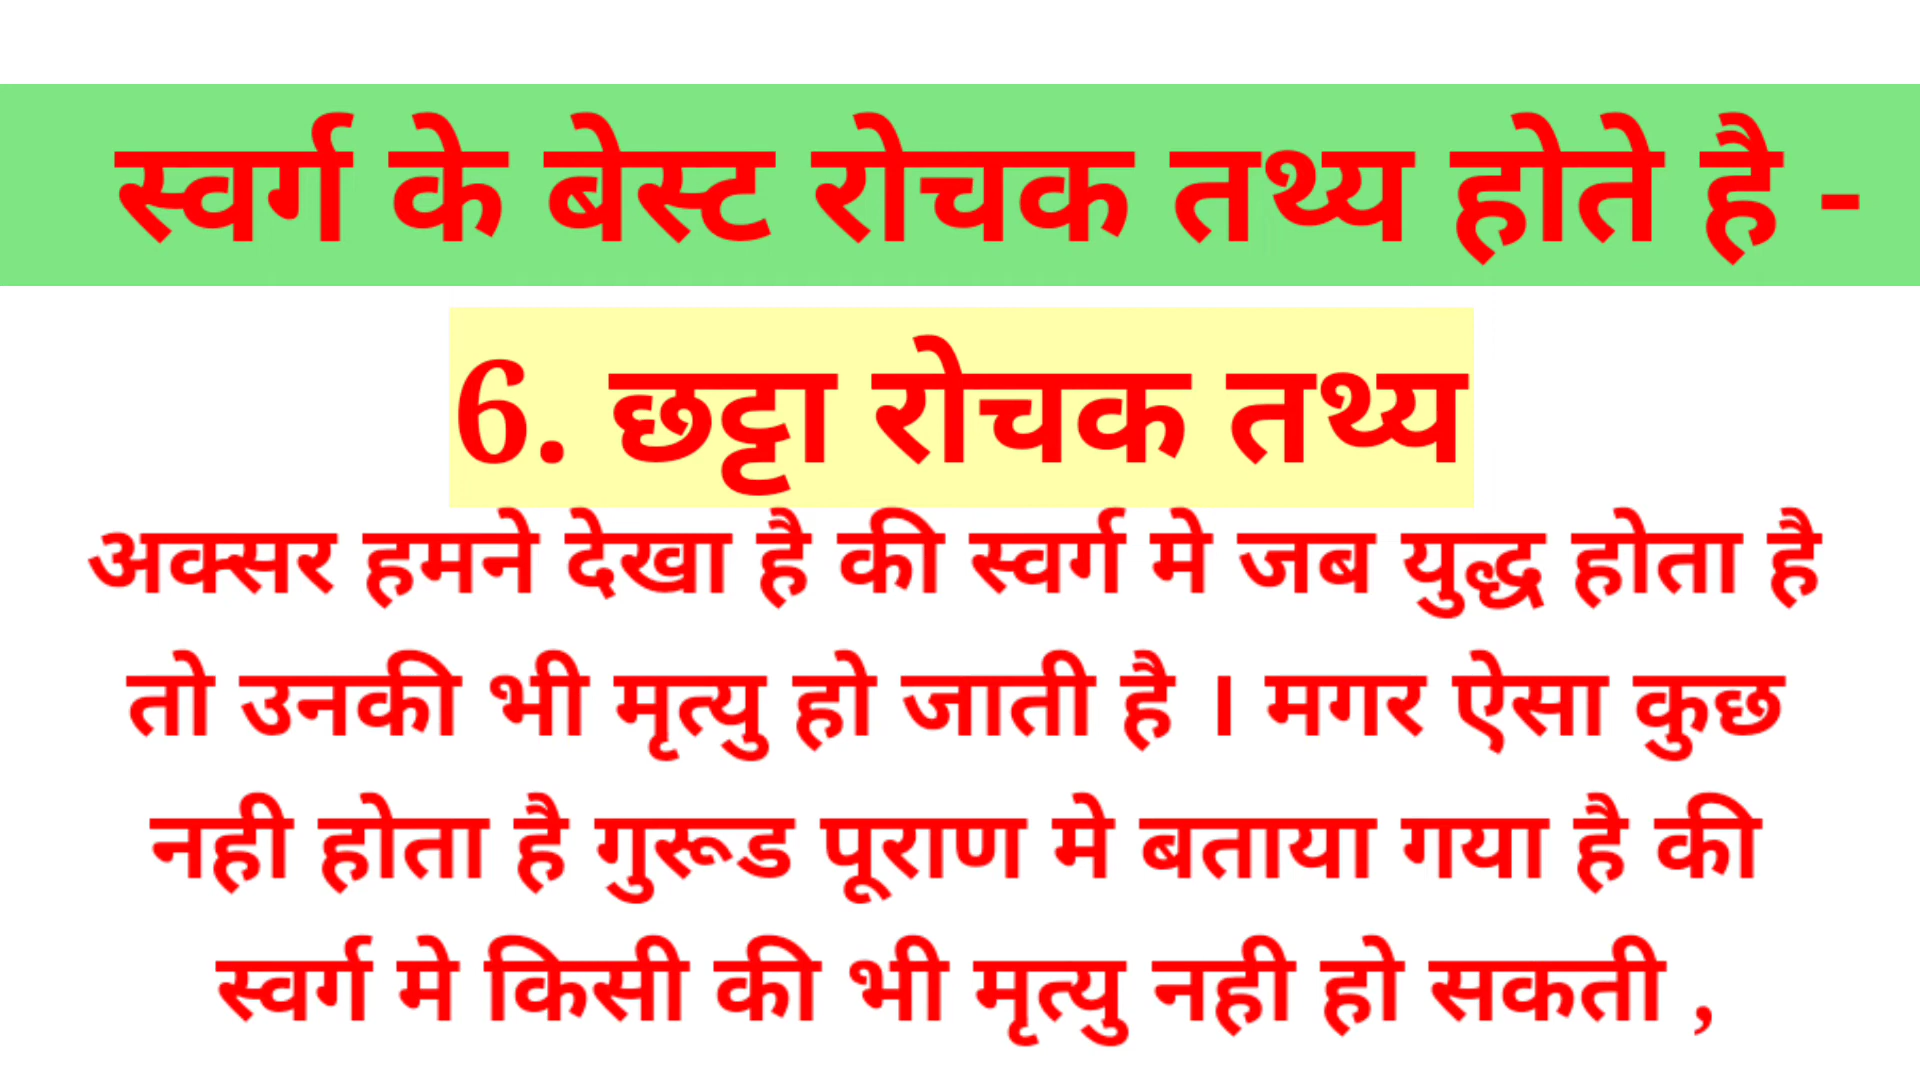 स्वर्ग के बेस्ट रोचक तथ्य होते है -
6. छट्टा रोचक तथ्य
अक्सर हमने देखा है की स्वर्ग मे जब युद्ध होता है
तो उनकी भी मृत्यु हो जाती है । मगर ऐसा कुछ
नही होता है गुरूड पूराण मे बताया गया है की
स्वर्ग मे किसी की भी मृत्यु नही हो सकती ,